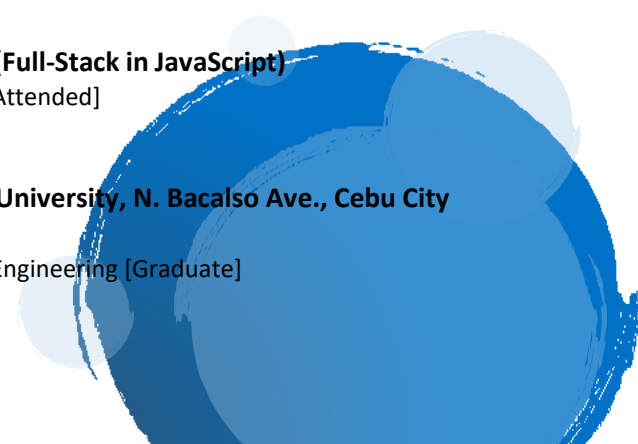 (Full-Stack in JavaScript)
Attended]
University, N. Bacalso Ave., Cebu City
Engineering [Graduate]